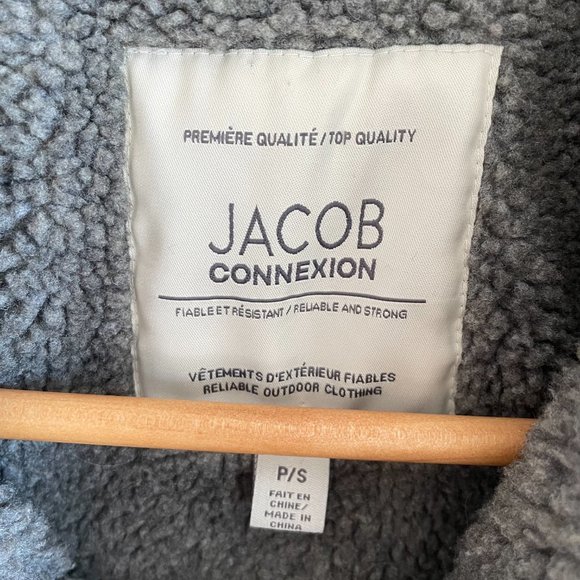 PREMIÈRE QUALITÉ / TOP QUALITY
JACOB
CONNEXION
FIABLE ET RÉSISTANT / RELIABLE AND STRONG
VÊTEMENTS D'EXTÉRIEUR FIABLES
RELIABLE OUTDOOR CLOTHING
P/S
FAIT EN
CHINE/
MADE IN
CHINA